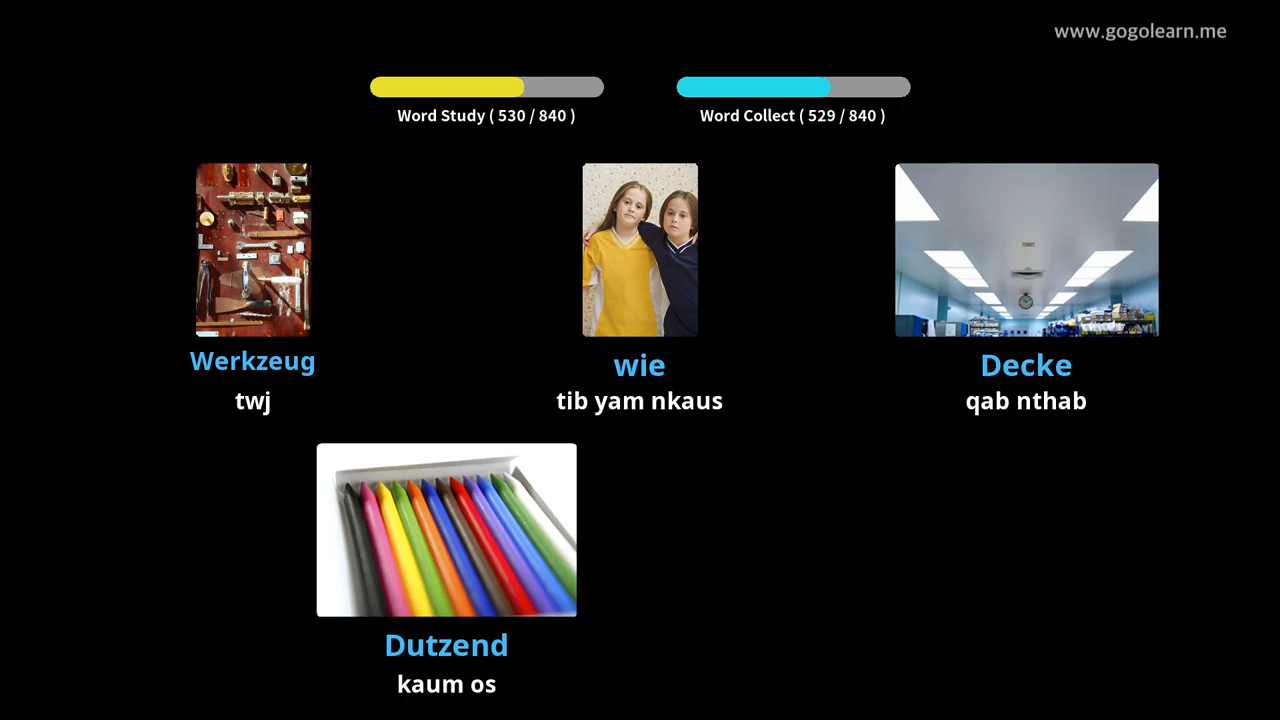 www.gogolearn.me
Word Study ( 530 / 840 )
Word Collect ( 529 / 840 )
Werkzeug
twj
wie
tib yam nkaus
Decke
qab nthab
Dutzend
kaum os